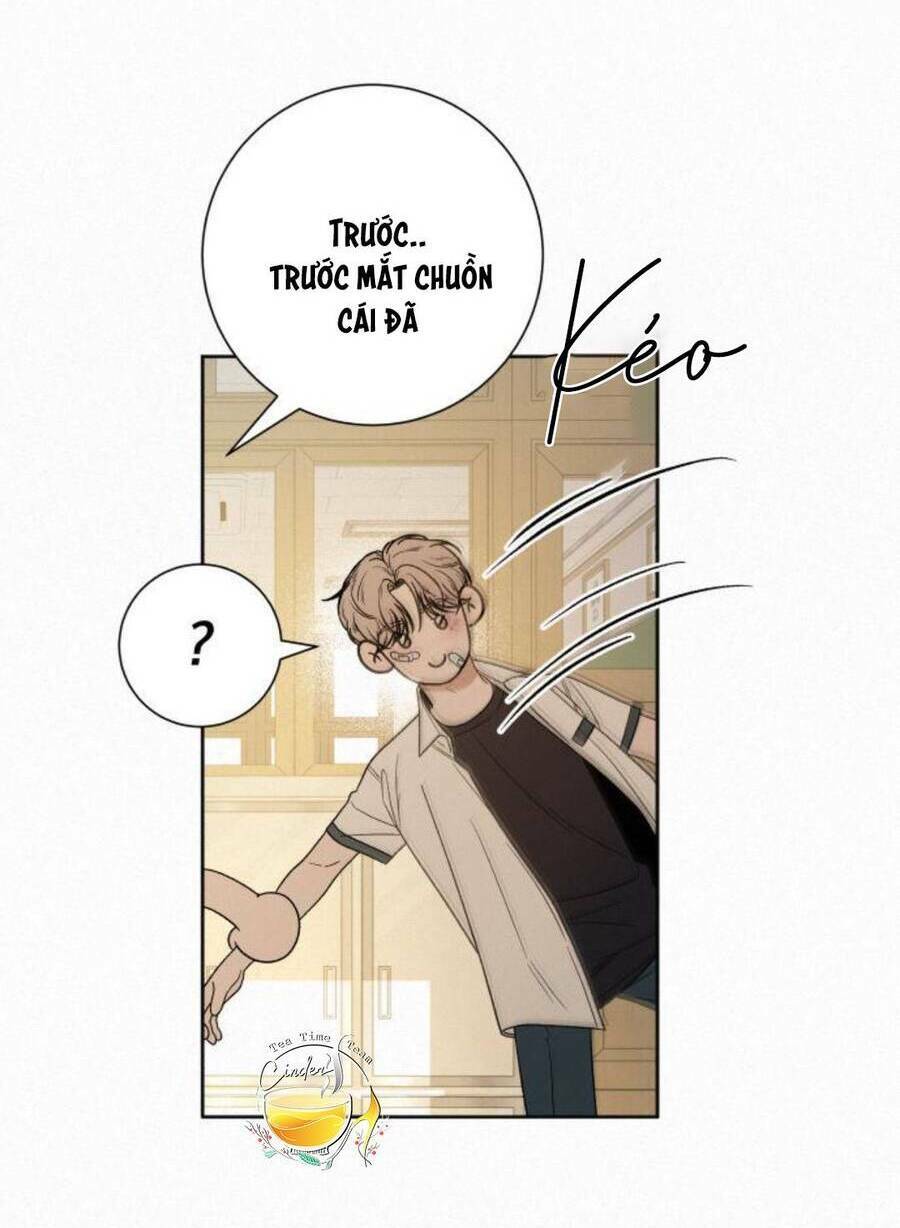 TRƯỚC..
TRƯỚC MẮT CHUỒN
CÁI ĐÃ
Kéo
?
Tea Time Team
Cinder